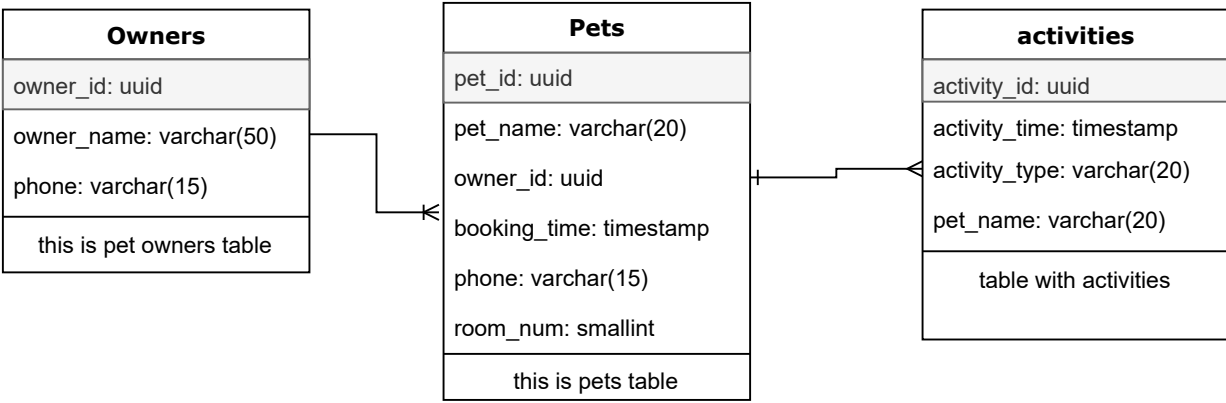 Owners
owner_id: uuid
owner_name: varchar(50)
phone: varchar(15)
this is pet owners table
Pets
pet_id: uuid
pet_name: varchar(20)
owner_id: uuid
booking_time: timestamp
phone: varchar(15)
room_num: smallint
this is pets table
activities
activity_id: uuid
activity_time: timestamp
activity_type: varchar(20)
pet_name: varchar(20)
table with activities